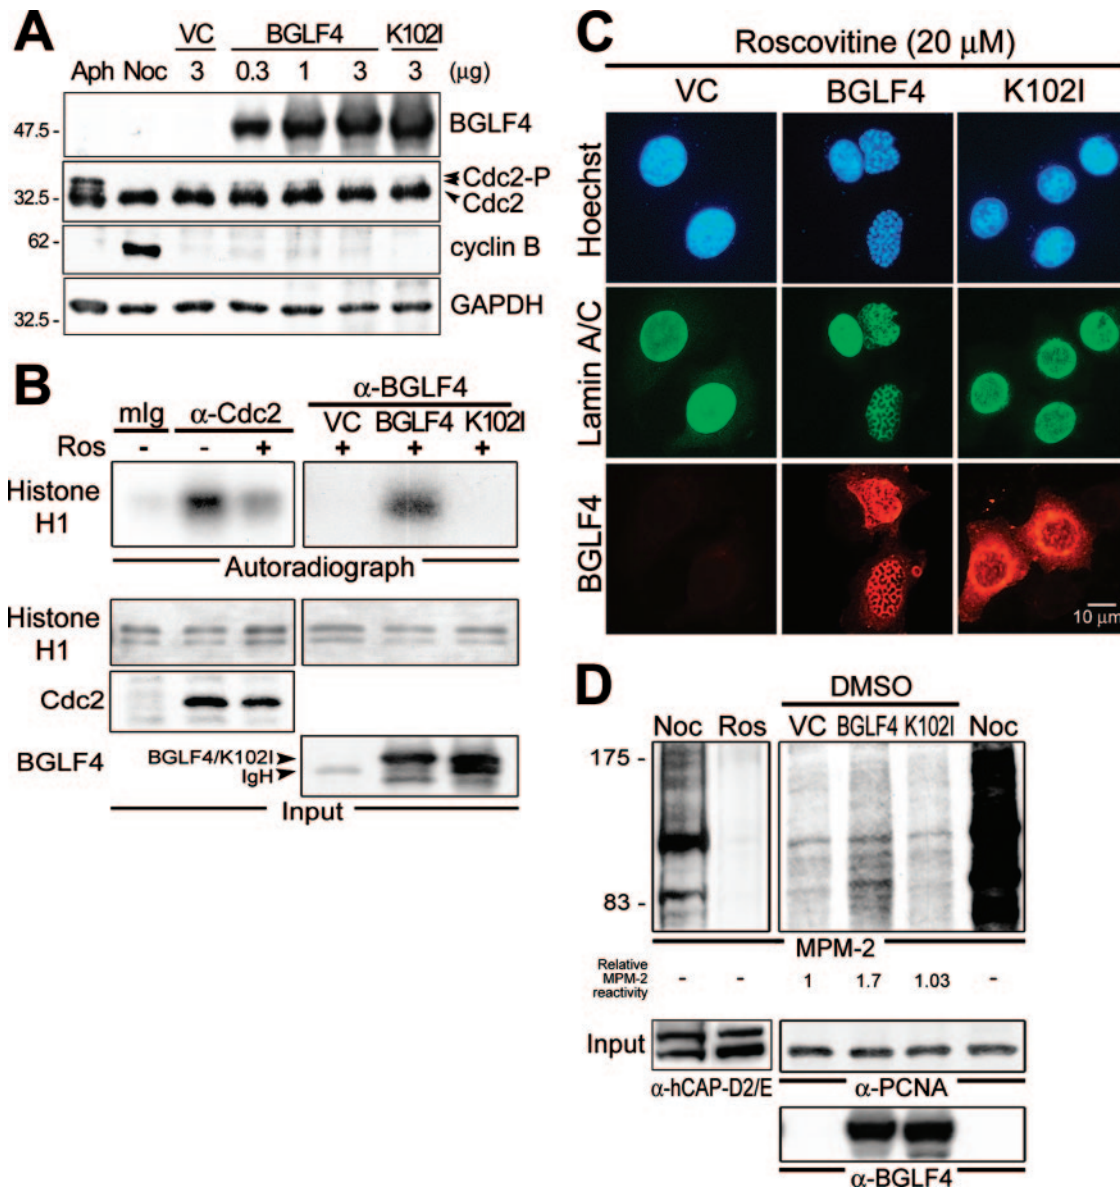 A
VC BGLF4 K102I
Aph Noc 3 0.3 1 3 3 (μg)
47.5 - BGLF4
Cdc2-P
32.5 - Cdc2
62 - cyclin B
32.5 - GAPDH
B
mIg α-Cdc2 α-BGLF4
VC BGLF4 K102I
Ros - - + + + +
Histone H1
Autoradiograph
Histone H1
Cdc2
BGLF4 BGLF4/K102I
IgH
Input
C
Roscovitine (20 μM)
VC BGLF4 K102I
Hoechst
Lamin A/C
BGLF4
10 μm
D
DMSO
Noc Ros VC BGLF4 K102I Noc
175 -
83 -
MPM-2
Relative MPM-2 reactivity - - 1 1.7 1.03 -
Input
α-hCAP-D2/E α-PCNA
α-BGLF4